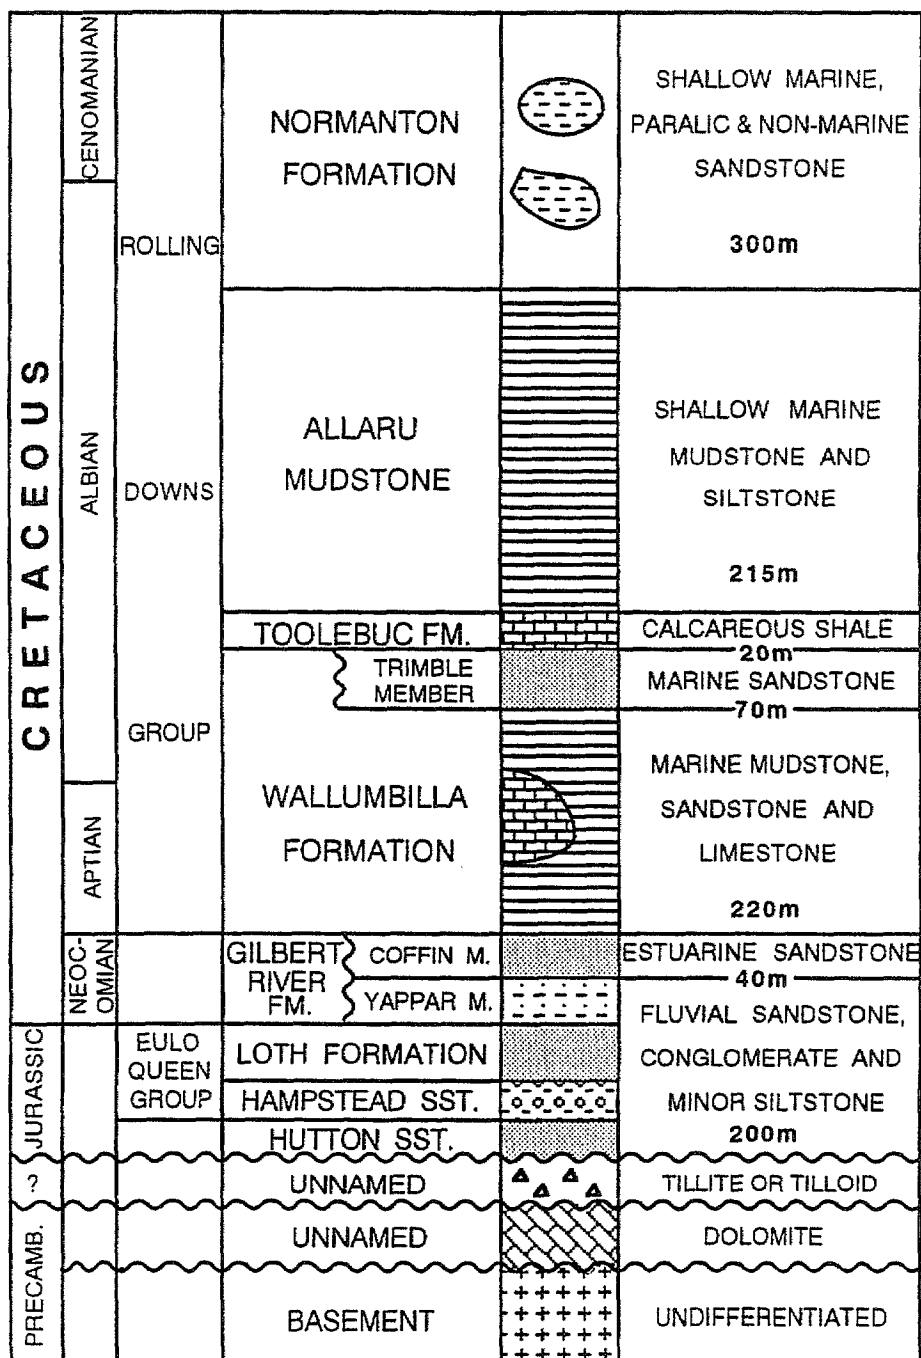 CRETACEOUS
CENOMANIAN
ALBIAN
APTIAN
NEOC-
OMIAN
JURASSIC
?
PRECAMB.
ROLLING
DOWNS
GROUP
EULO
QUEEN
GROUP
NORMANTON
FORMATION
SHALLOW MARINE,
PARALIC & NON-MARINE
SANDSTONE
300m
ALLARU
MUDSTONE
SHALLOW MARINE
MUDSTONE AND
SILTSTONE
215m
TOOLEBUC FM.
CALCAREOUS SHALE
20m
TRIMBLE
MEMBER
MARINE SANDSTONE
70m
WALLUMBILLA
FORMATION
MARINE MUDSTONE,
SANDSTONE AND
LIMESTONE
220m
GILBERT
RIVER
FM.
COFFIN M.
ESTUARINE SANDSTONE
40m
YAPPAR M.
LOTH FORMATION
HAMPSTEAD SST.
HUTTON SST.
FLUVIAL SANDSTONE,
CONGLOMERATE AND
MINOR SILTSTONE
200m
UNNAMED
TILLITE OR TILLOID
UNNAMED
DOLOMITE
BASEMENT
UNDIFFERENTIATED